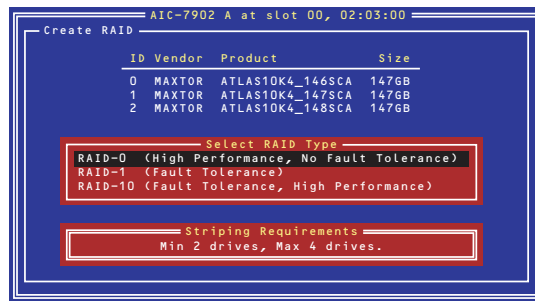 AIC-7902 A at slot 00, 02:03:00
Create RAID
ID Vendor Product Size
0 MAXTOR ATLAS10K4_146SCA 147GB
1 MAXTOR ATLAS10K4_147SCA 147GB
2 MAXTOR ATLAS10K4_148SCA 147GB
Select RAID Type
RAID-0 (High Performance, No Fault Tolerance)
RAID-1 (Fault Tolerance)
RAID-10 (Fault Tolerance, High Performance)
Striping Requirements
Min 2 drives, Max 4 drives.